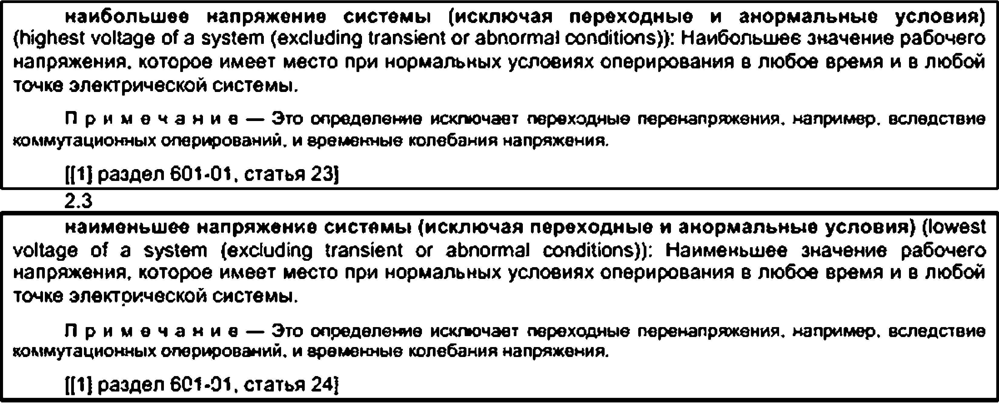 наибольшее напряжение системы (исключая переходные и анормальные условия)
(highest voltage of a system (excluding transient or abnormal conditions)): Наибольшее значение рабочего
напряжения, которое имеет место при нормальных условиях оперирования в любое время и в любой
точке электрической системы.
П р и м е ч а н и е — Это определение исключает переходные перенапряжения, например, вследствие
коммутационных оперирований, и временные колебания напряжения.
[[1] раздел 601-01, статья 23]
2.3
наименьшее напряжение системы (исключая переходные и анормальные условия) (lowest
voltage of a system (excluding transient or abnormal conditions)): Наименьшее значение рабочего
напряжения, которое имеет место при нормальных условиях оперирования в любое время и в любой
точке электрической системы.
П р и м е ч а н и е — Это определение исключает переходные перенапряжения, например, вследствие
коммутационных оперирований, и временные колебания напряжения.
[[1] раздел 601-01, статья 24]